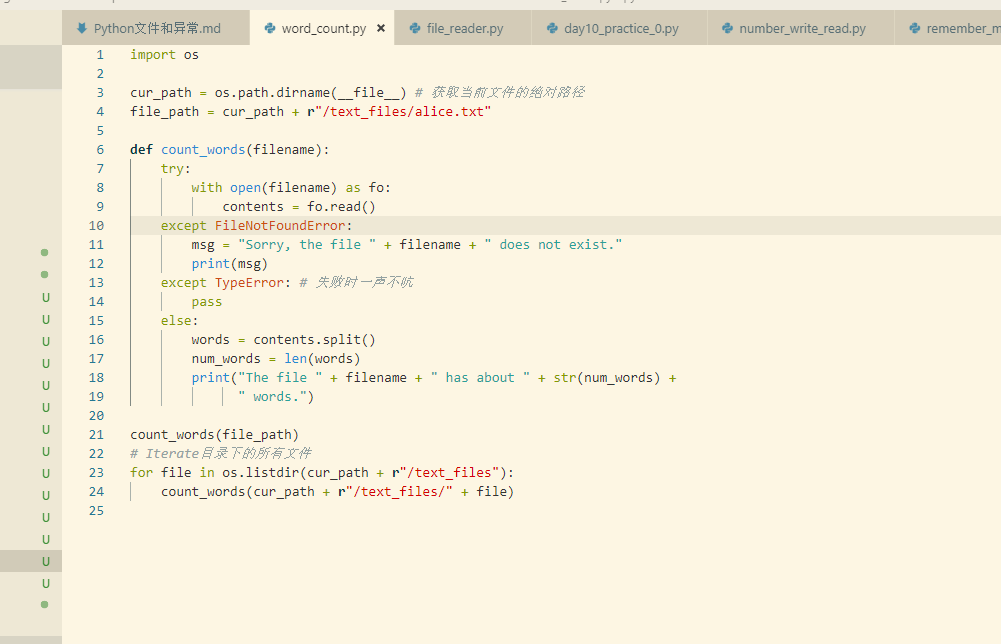 Python文件和异常.md word_count.py × file_reader.py day10_practice_0.py number_write_read.py remember_m
1 import os
2
3 cur_path = os.path.dirname(__file__) # 获取当前文件的绝对路径
4 file_path = cur_path + r"/text_files/alice.txt"
5
6 def count_words(filename):
7 try:
8 with open(filename) as fo:
9 contents = fo.read()
10 except FileNotFoundError:
11 msg = "Sorry, the file " + filename + " does not exist."
12 print(msg)
13 except TypeError: # 失败时一声不吭
14 pass
15 else:
16 words = contents.split()
17 num_words = len(words)
18 print("The file " + filename + " has about " + str(num_words) +
19 " words.")
20
21 count_words(file_path)
22 # Iterate目录下的所有文件
23 for file in os.listdir(cur_path + r"/text_files"):
24 count_words(cur_path + r"/text_files/" + file)
25
U
U
U
U
U
U
U
U
U
U
U
U
U
U